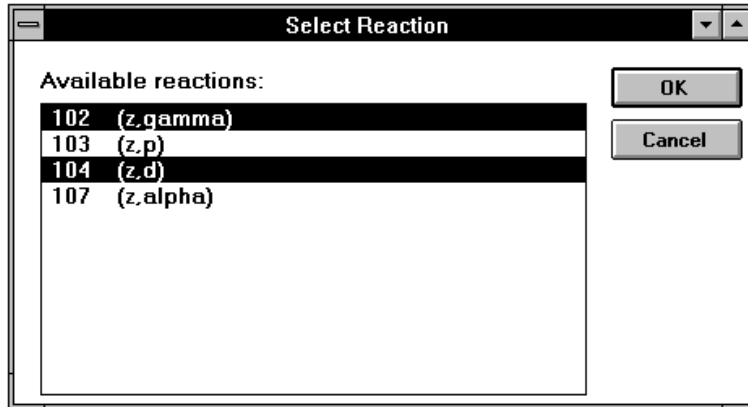 Select Reaction
Available reactions:
OK
102 (z,gamma)
103 (z,p)
Cancel
104 (z,d)
107 (z,alpha)